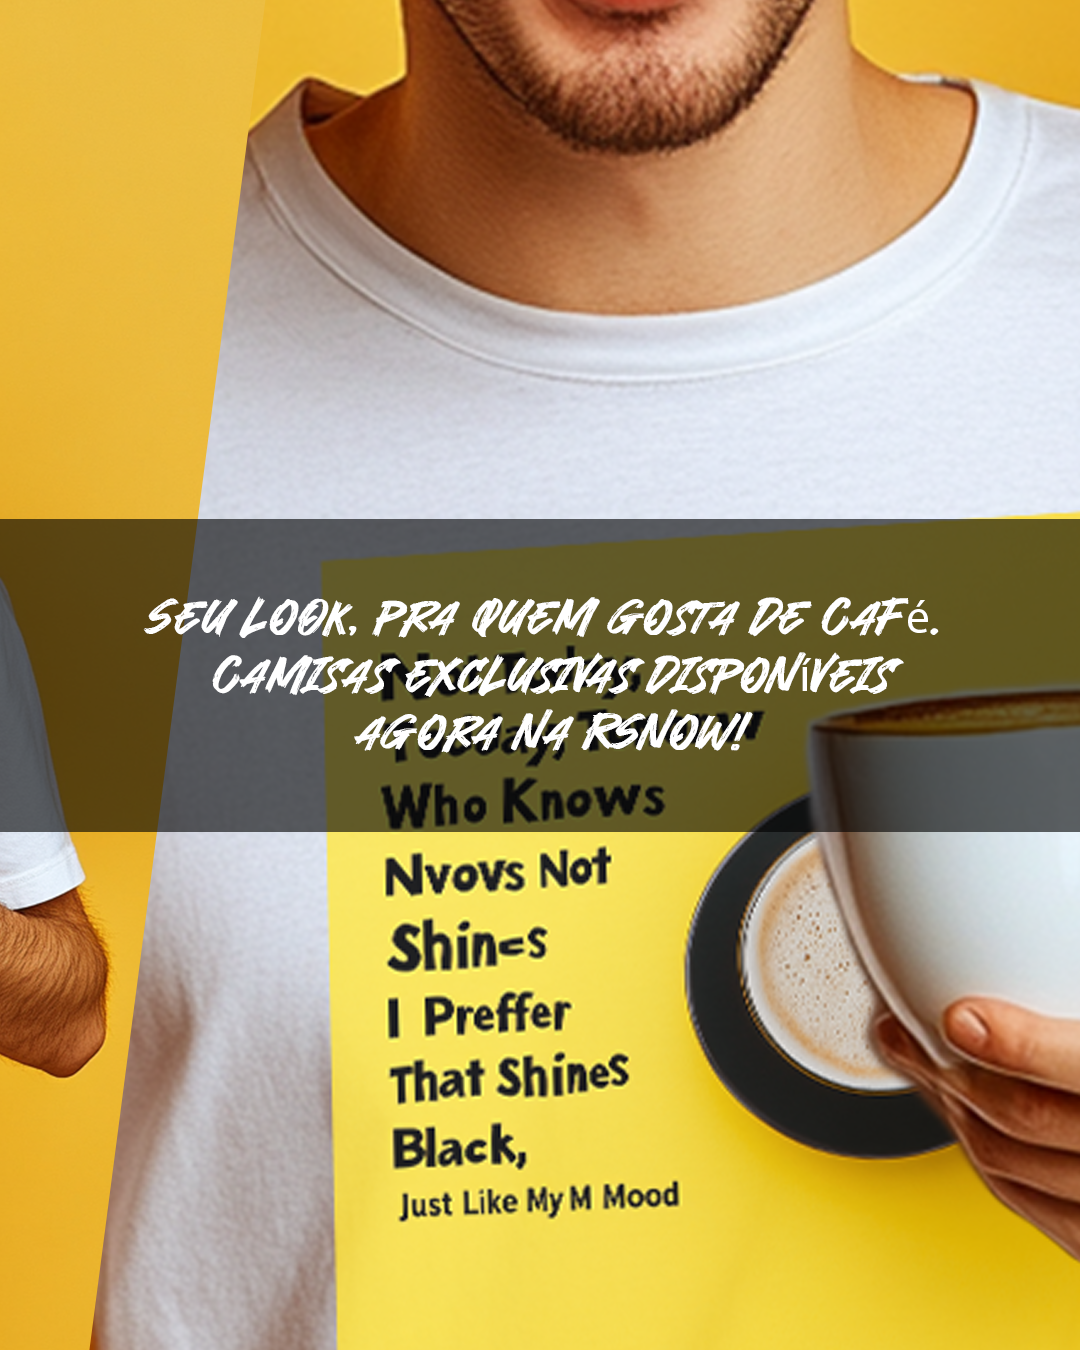 SEU LOOK, PRA QUEM GOSTA DE CAFé.
CAMISAS EXCLUSIVAS DISPONíVEIS
AGORA NA RSNOW!
Who Knows
Nvovs Not
Shin=s
I Preffer
That Shines
Black,
Just Like My M Mood